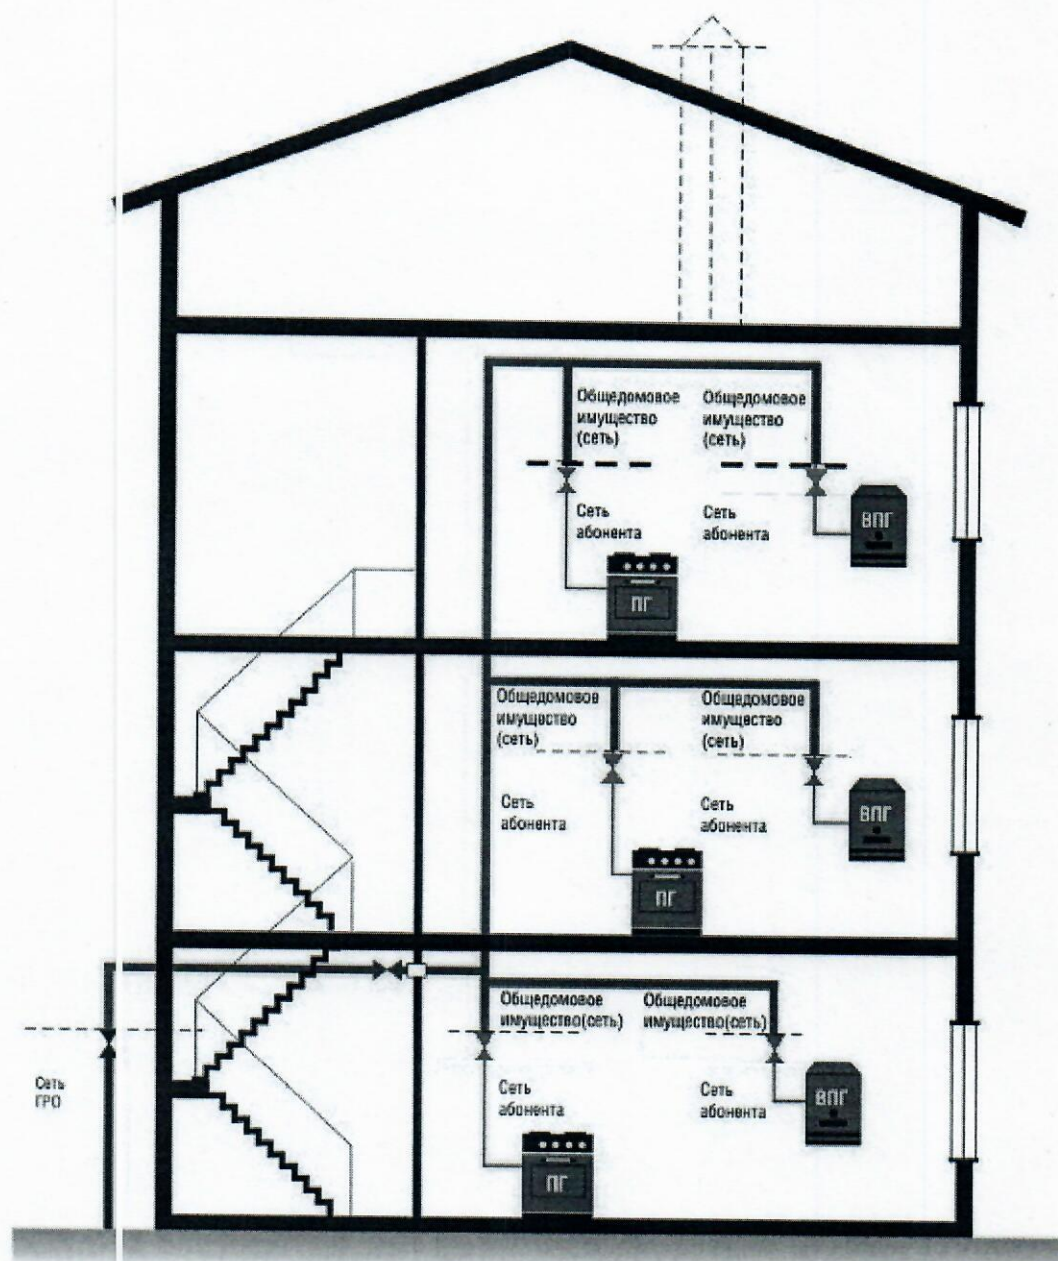 Общедомовое
имущество
(сеть)
Общедомовое
имущество
(сеть)
Сеть
абонента
Сеть
абонента
ВПГ
ПГ
Общедомовое
имущество
(сеть)
Общедомовое
имущество
(сеть)
Сеть
абонента
Сеть
абонента
ВПГ
ПГ
Общедомовое
имущество(сеть)
Общедомовое
имущество(сеть)
Сеть
ГРО
Сеть
абонента
Сеть
абонента
ВПГ
ПГ